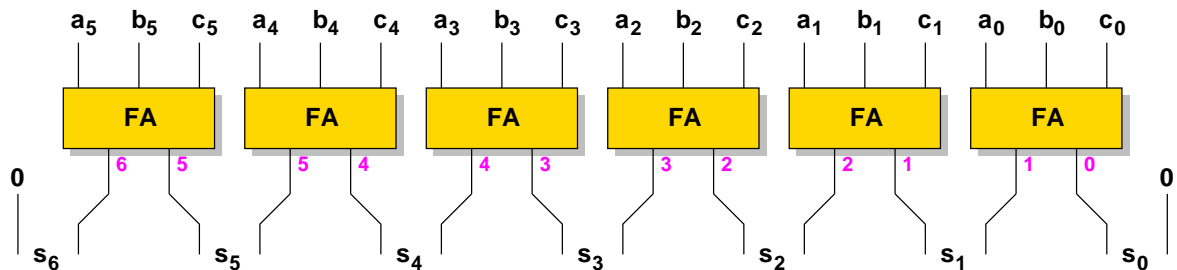 a5 b5 c5 a4 b4 c4 a3 b3 c3 a2 b2 c2 a1 b1 c1 a0 b0 c0
FA FA FA FA FA FA
6 5 5 4 4 3 3 2 2 1 1 0
0 0
s6 s5 s4 s3 s2 s1 s0